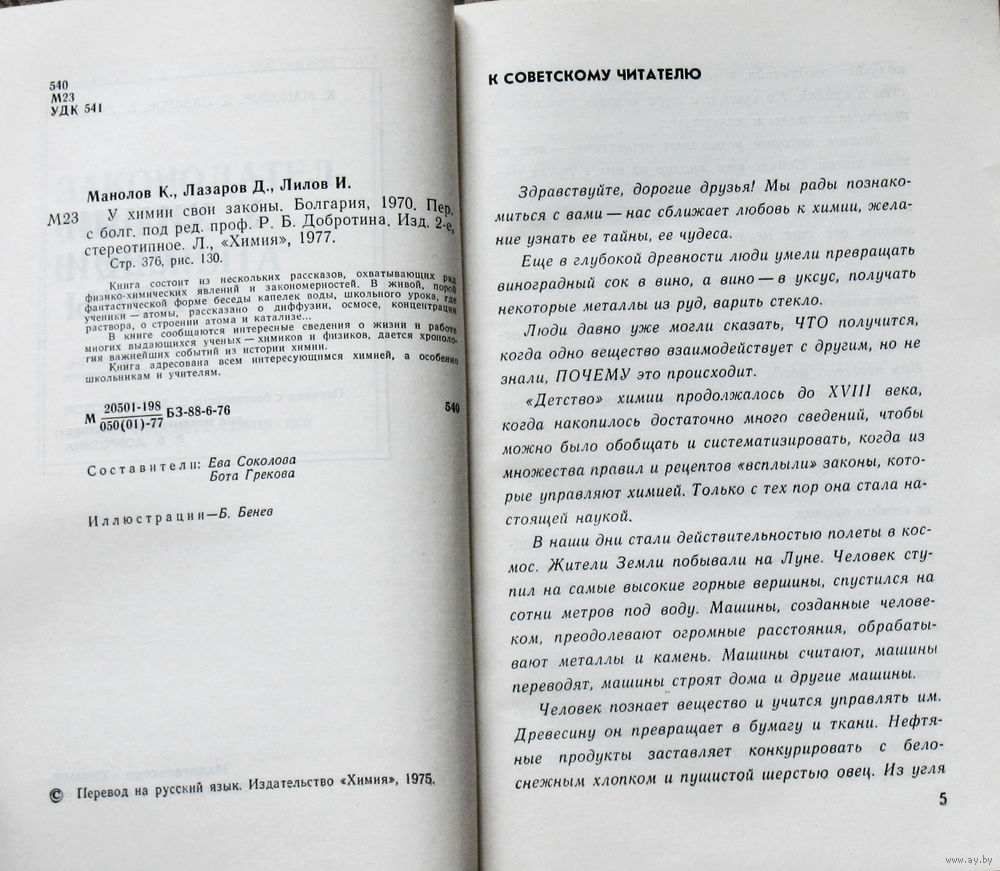 540
М23
УДК 541
Манолов К., Лазаров Д., Лилов И.
М23 У химии свои законы. Болгария, 1970. Пер.
с болг. под ред. проф. Р. Б. Добротина. Изд. 2-е,
стереотипное. Л., «Химия», 1977.
Стр. 376, рис. 130.
Книга состоит из нескольких рассказов, охватывающих ряд
физико-химических явлений и закономерностей. В живой, порой
фантастической форме беседы капелек воды, школьного урока, где
ученики — атомы, рассказано о диффузии, осмосе, концентрации
раствора, о строении атома и катализе...
В книге сообщаются интересные сведения о жизни и работе
многих выдающихся ученых — химиков и физиков, дается хроноло-
гия важнейших событий из истории химии.
Книга адресована всем интересующимся химией, а особенно
школьникам и учителям.
М 20501-198
050(01)-77 БЗ-88-6-76 540
Составители: Ева Соколова
Бота Грекова
Иллюстрации—Б. Бенев
© Перевод на русский язык. Издательство «Химия», 1975.
К СОВЕТСКОМУ ЧИТАТЕЛЮ
Здравствуйте, дорогие друзья! Мы рады познако-
миться с вами — нас сближает любовь к химии, жела-
ние узнать ее тайны, ее чудеса.
Еще в глубокой древности люди умели превращать
виноградный сок в вино, а вино — в уксус, получать
некоторые металлы из руд, варить стекло.
Люди давно уже могли сказать, ЧТО получится,
когда одно вещество взаимодействует с другим, но не
знали, ПОЧЕМУ это происходит.
«Детство» химии продолжалось до XVIII века,
когда накопилось достаточно много сведений, чтобы
можно было обобщать и систематизировать, когда из
множества правил и рецептов «всплыли» законы, кото-
рые управляют химией. Только с тех пор она стала на-
стоящей наукой.
В наши дни стали действительностью полеты в кос-
мос. Жители Земли побывали на Луне. Человек сту-
пил на самые высокие горные вершины, спустился на
сотни метров под воду. Машины, созданные челове-
ком, преодолевают огромные расстояния, обрабаты-
вают металлы и камень. Машины считают, машины
переводят, машины строят дома и другие машины.
Человек познает вещество и учится управлять им.
Древесину он превращает в бумагу и ткани. Нефтя-
ные продукты заставляет конкурировать с бело-
снежным хлопком и пушистой шерстью овец. Из угля
5
www.ay.by